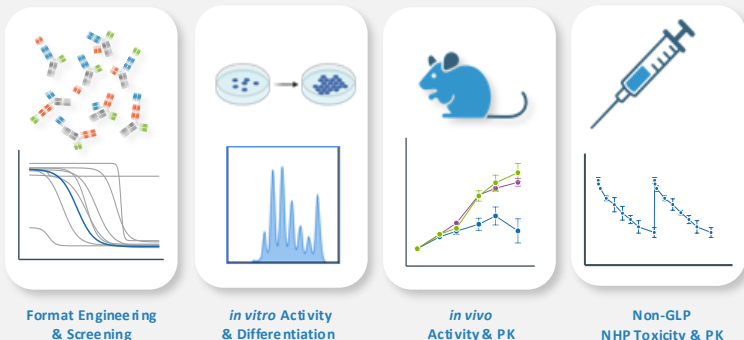 Format Engineering
& Screening
in vitro Activity
& Differentiation
in vivo
Activity & PK
Non-GLP
NHP Toxicity & PK